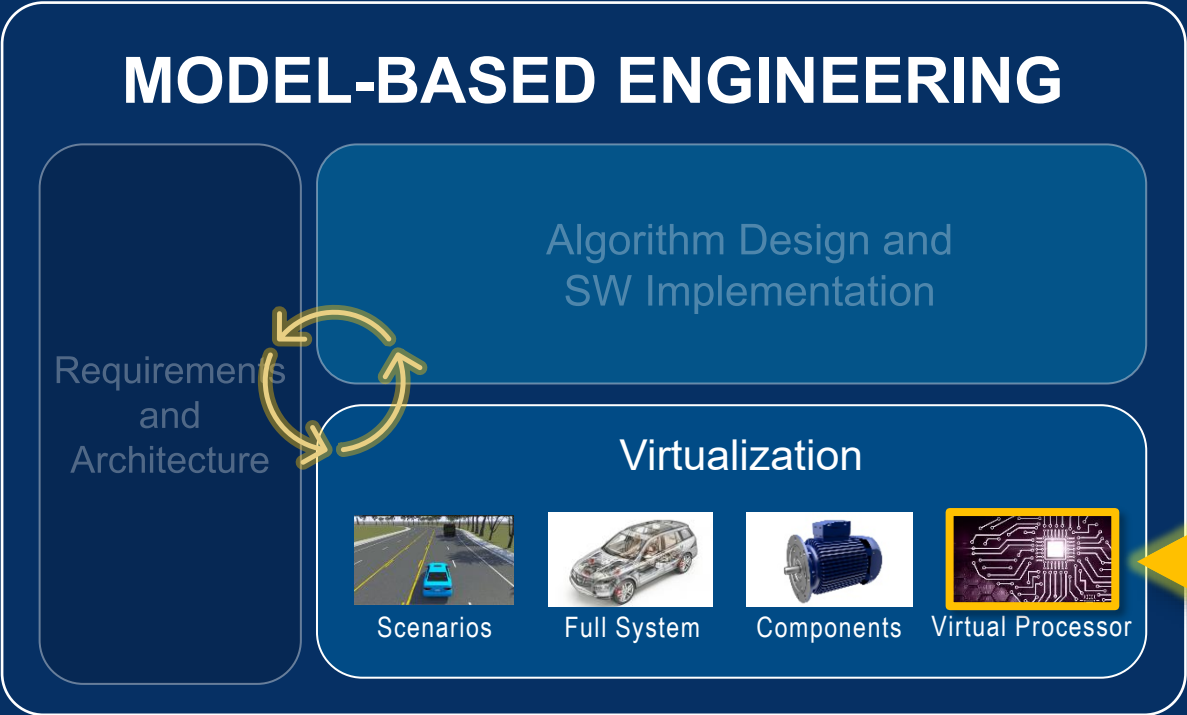 MODEL-BASED ENGINEERING
Requirements
and
Architecture
Algorithm Design and
SW Implementation
Virtualization
Scenarios
Full System
Components
Virtual Processor